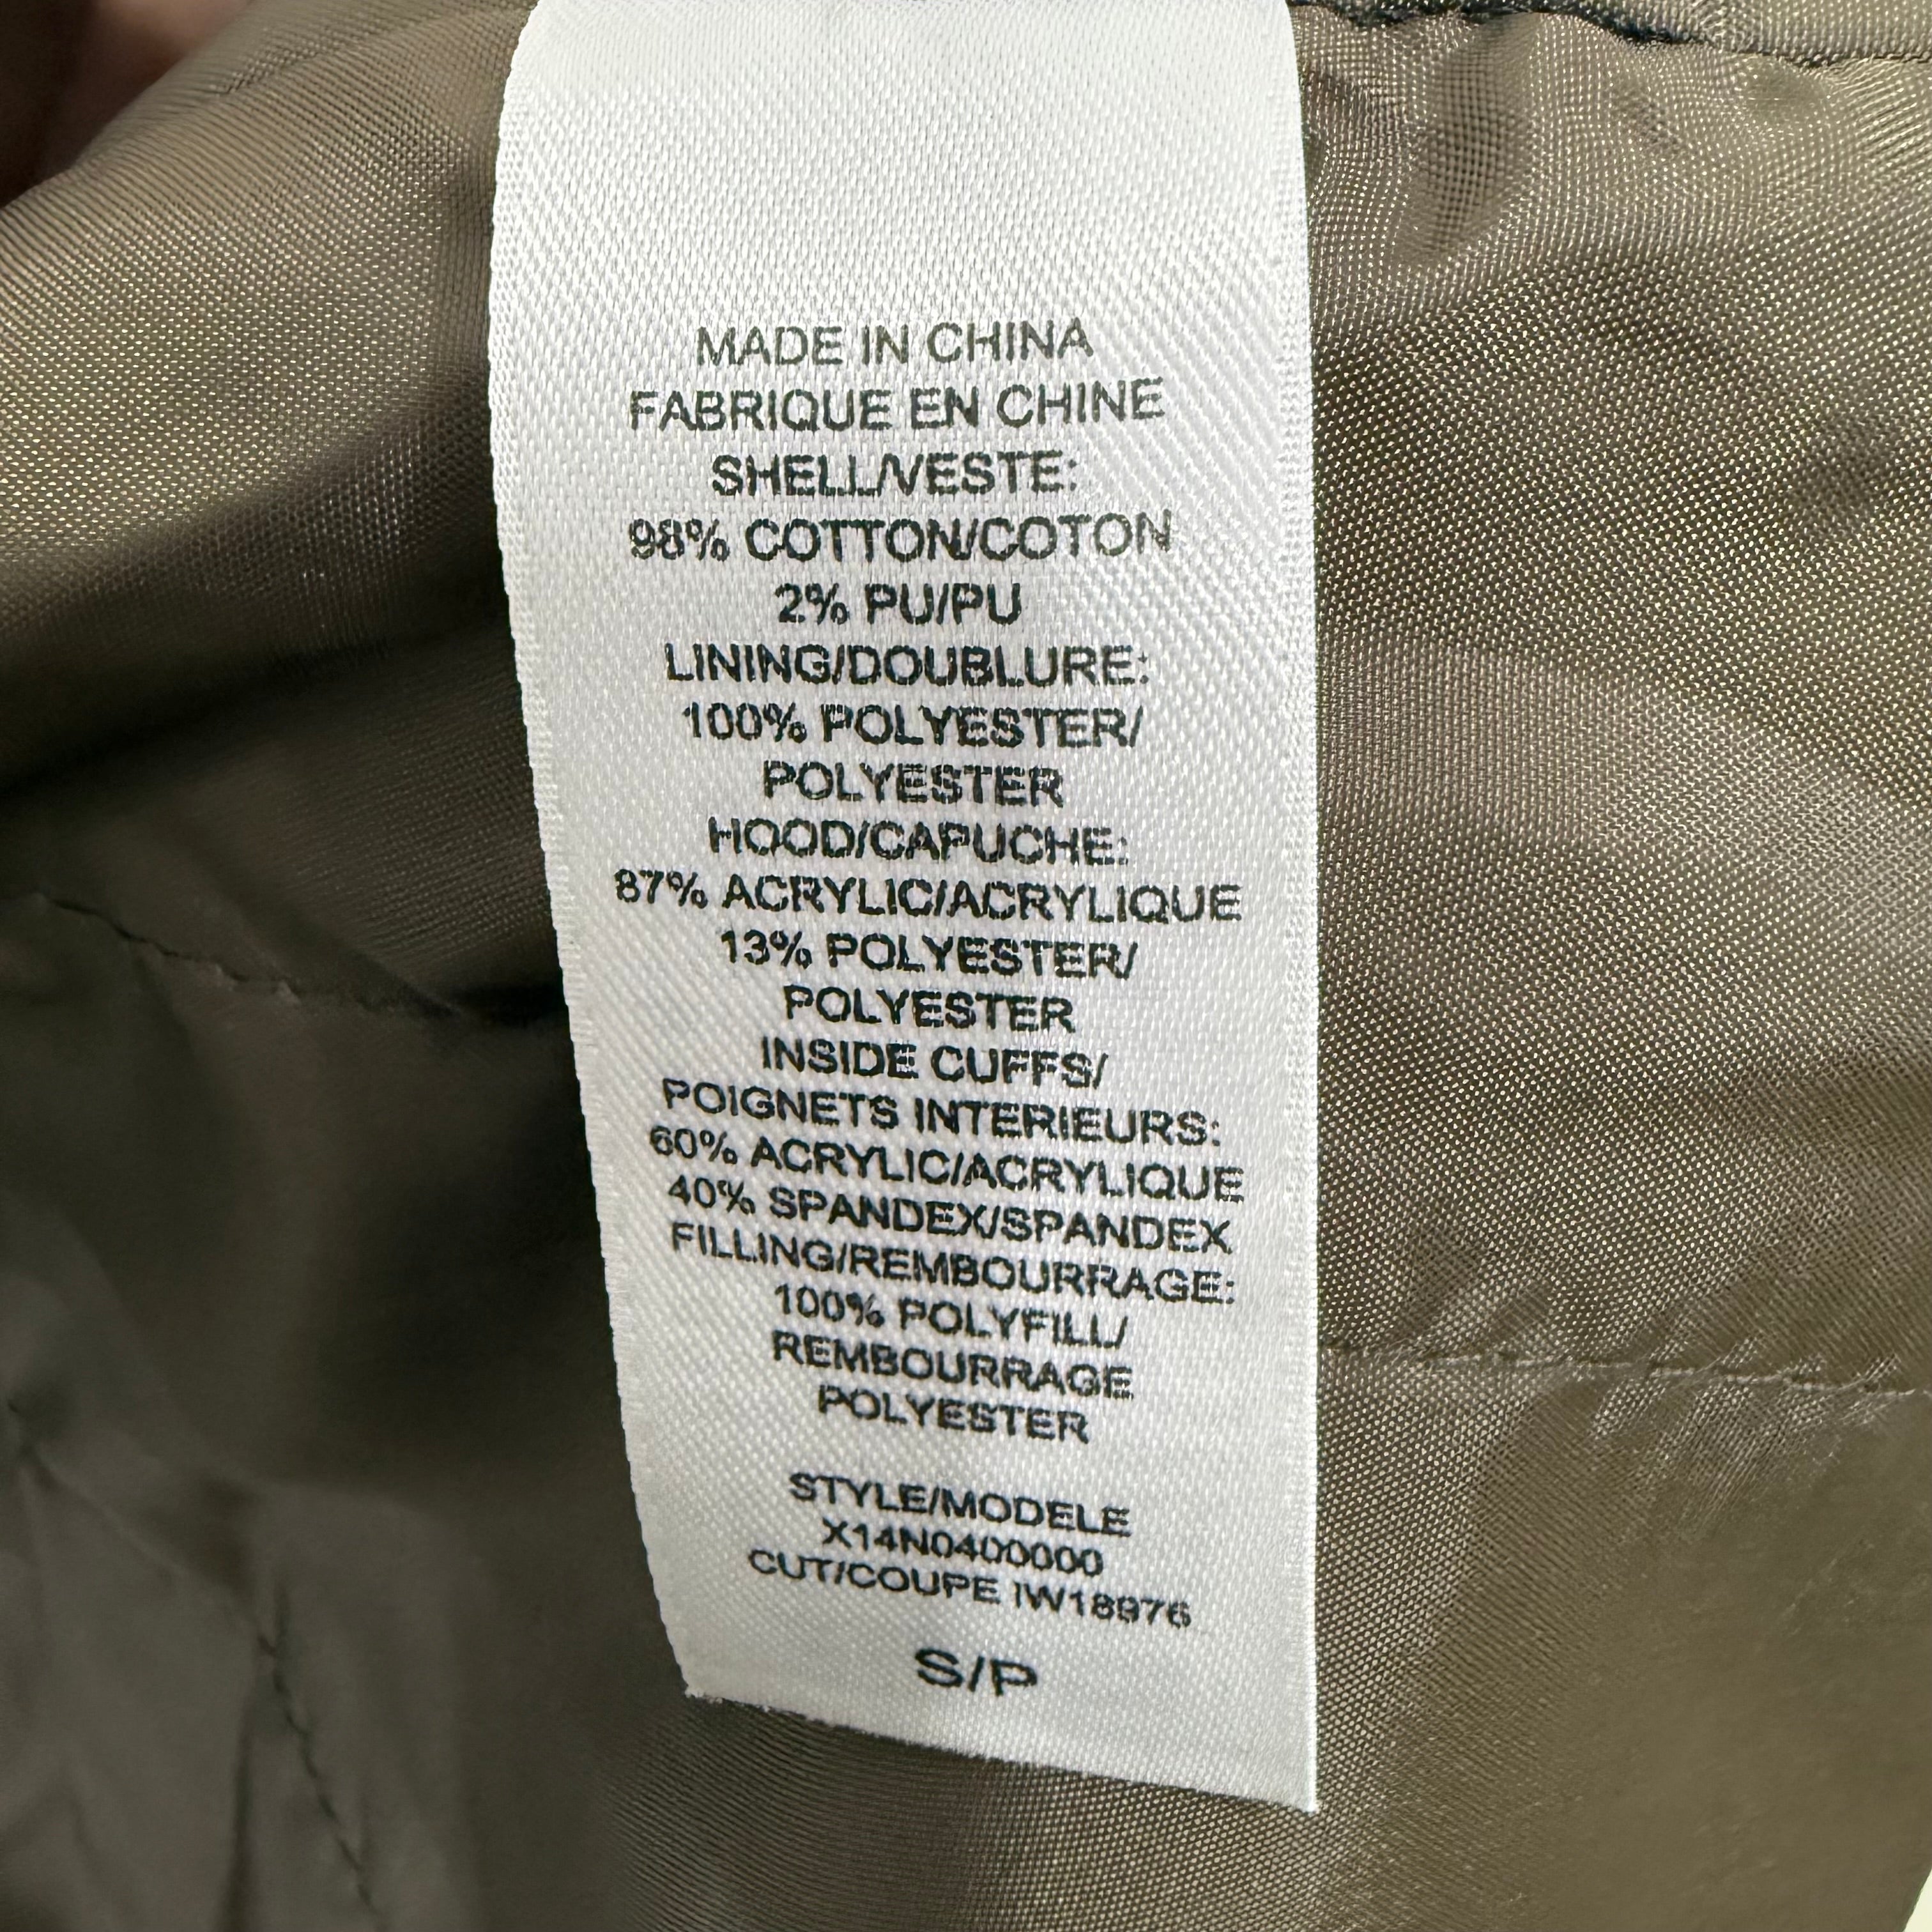 MADE IN CHINA
FABRIQUE EN CHINE
SHELL/VESTE:
98% COTTON/COTON
2% PU/PU
LINING/DOUBLURE:
100% POLYESTER/
POLYESTER
HOOD/CAPUCHE:
87% ACRYLIC/ACRYLIQUE
13% POLYESTER/
POLYESTER
INSIDE CUFFS/
POIGNETS INTERIEURS:
60% ACRYLIC/ACRYLIQUE
40% SPANDEX/SPANDEX
FILLING/REMBOURRAGE:
100% POLYFILL/
REMBOURRAGE
POLYESTER
STYLE/MODELE
X14N0400000
CUT/COUPE IW18976
S/P